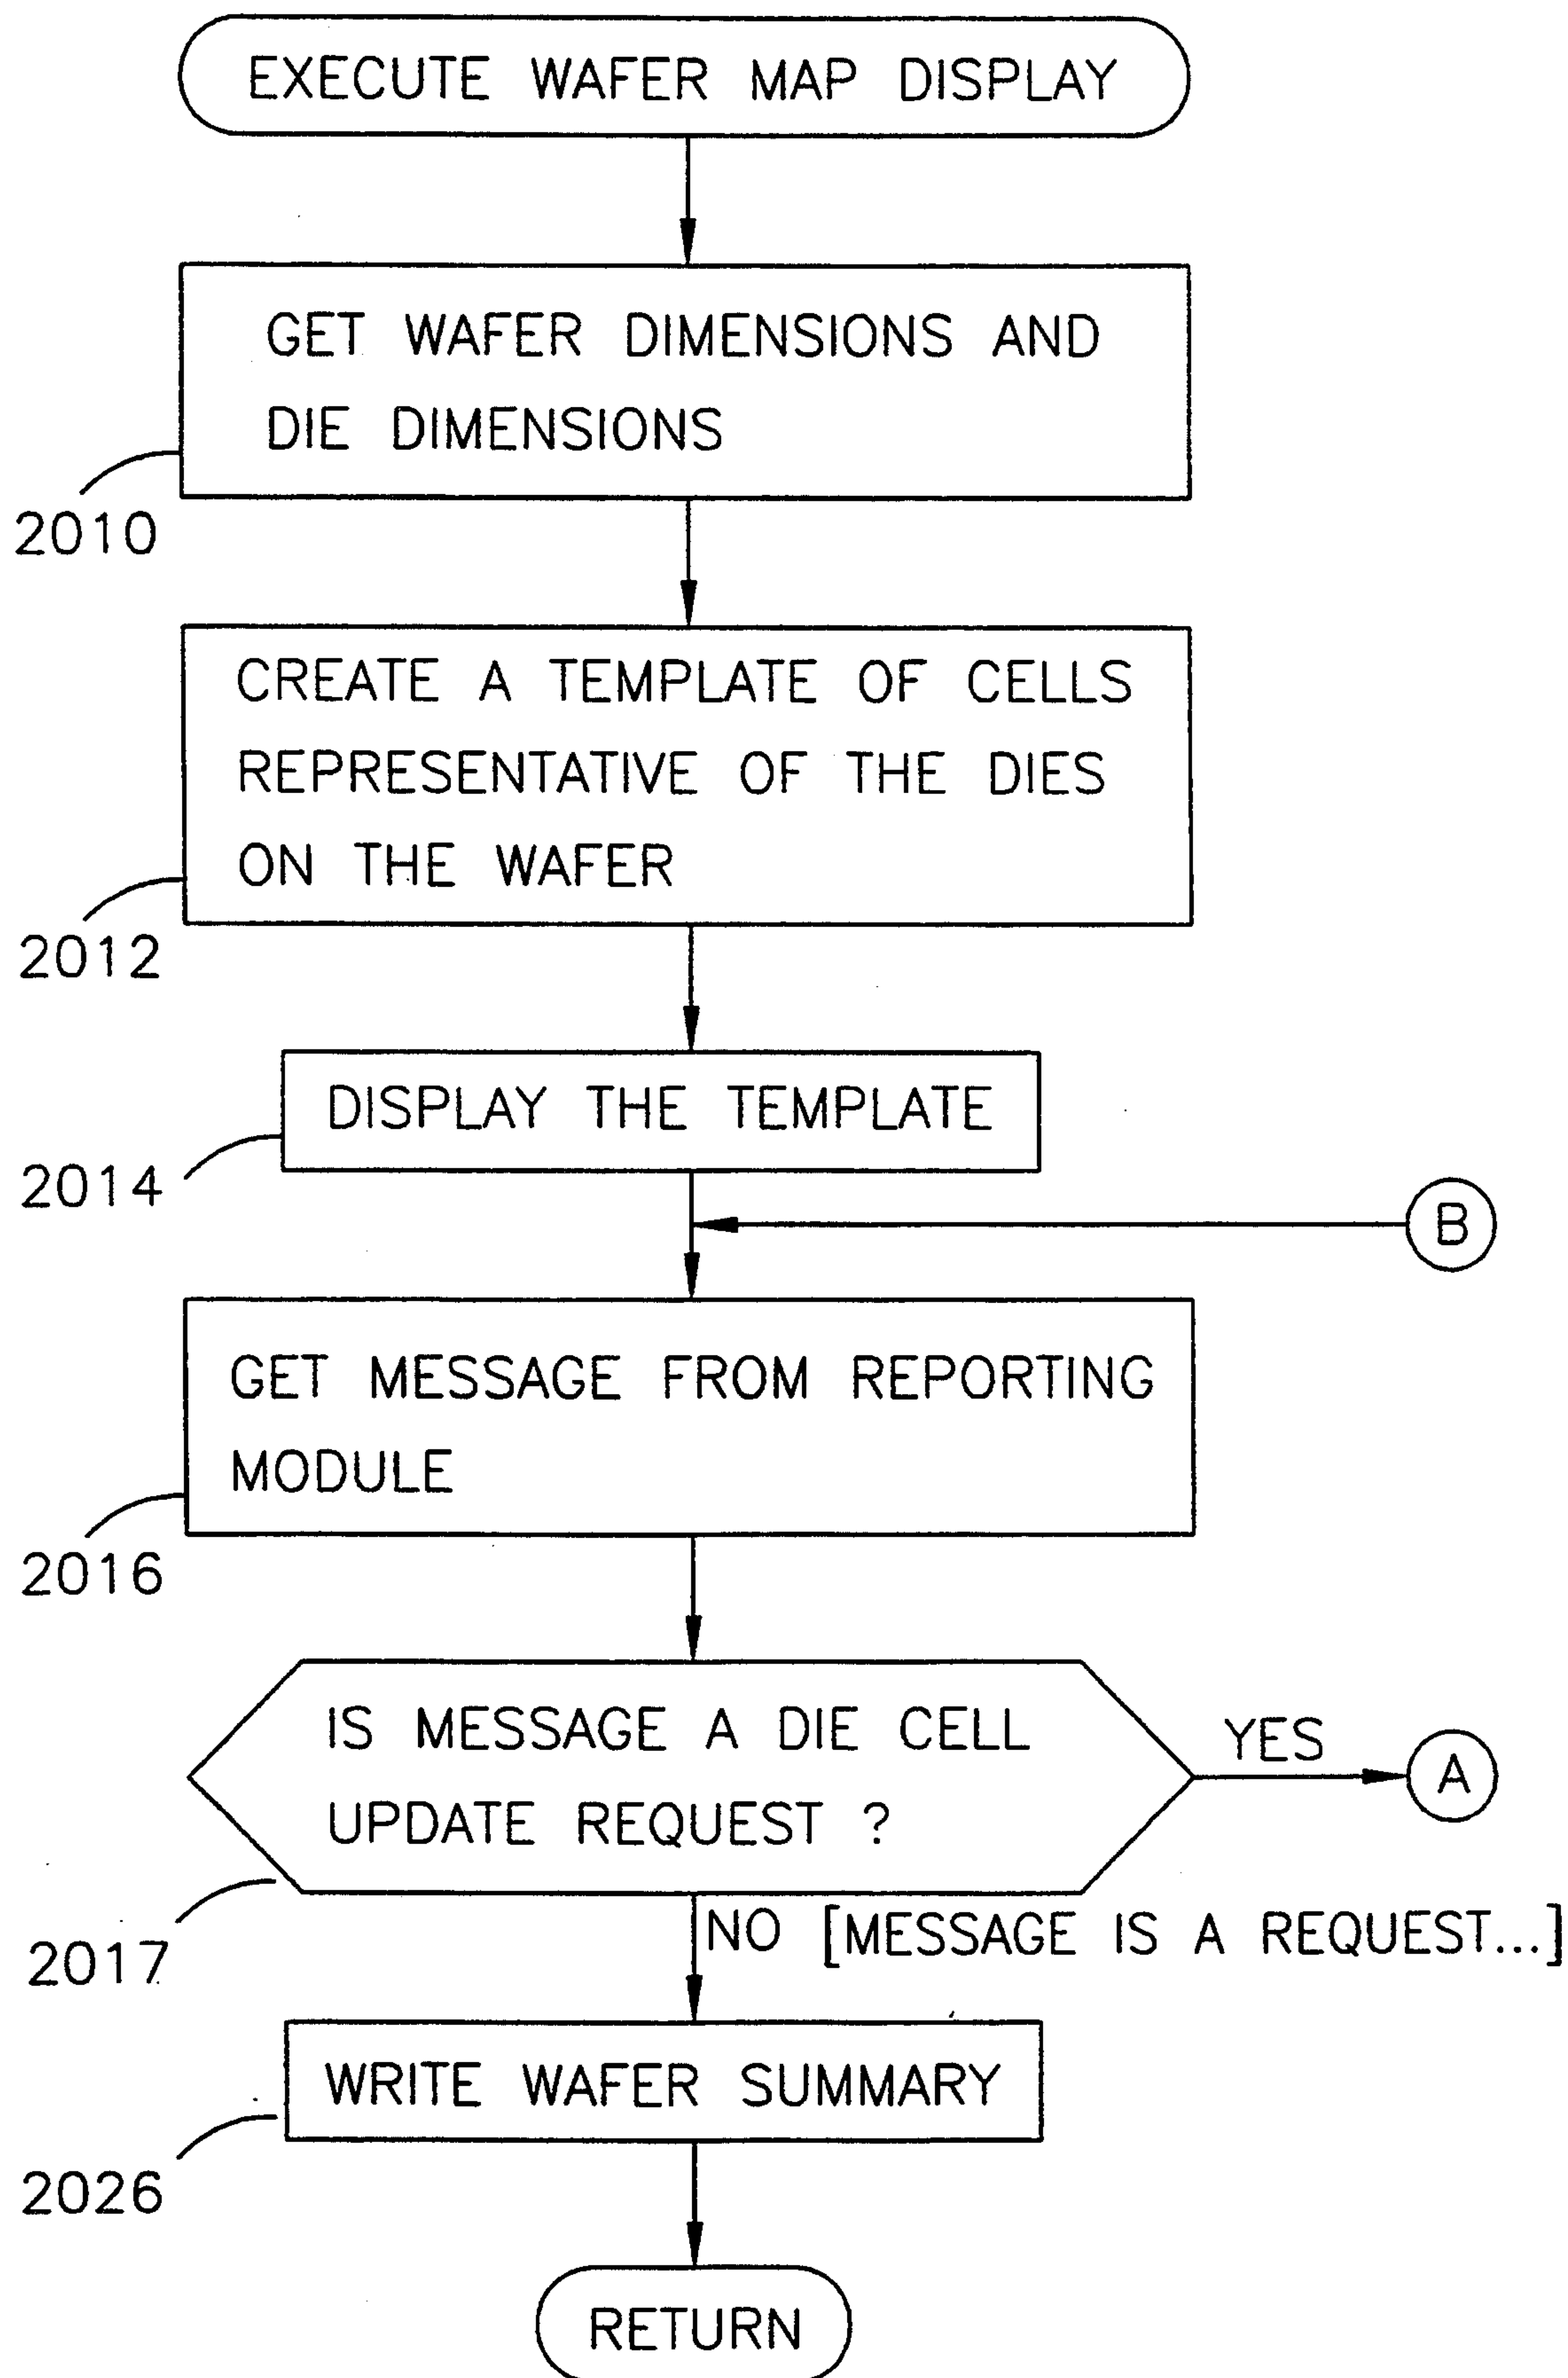 EXECUTE WAFER MAP DISPLAY
GET WAFER DIMENSIONS AND
DIE DIMENSIONS
2010
CREATE A TEMPLATE OF CELLS
REPRESENTATIVE OF THE DIES
ON THE WAFER
2012
DISPLAY THE TEMPLATE
2014
B
GET MESSAGE FROM REPORTING
MODULE
2016
IS MESSAGE A DIE CELL
UPDATE REQUEST ?
YES
A
2017
NO [MESSAGE IS A REQUEST...]
WRITE WAFER SUMMARY
2026
RETURN